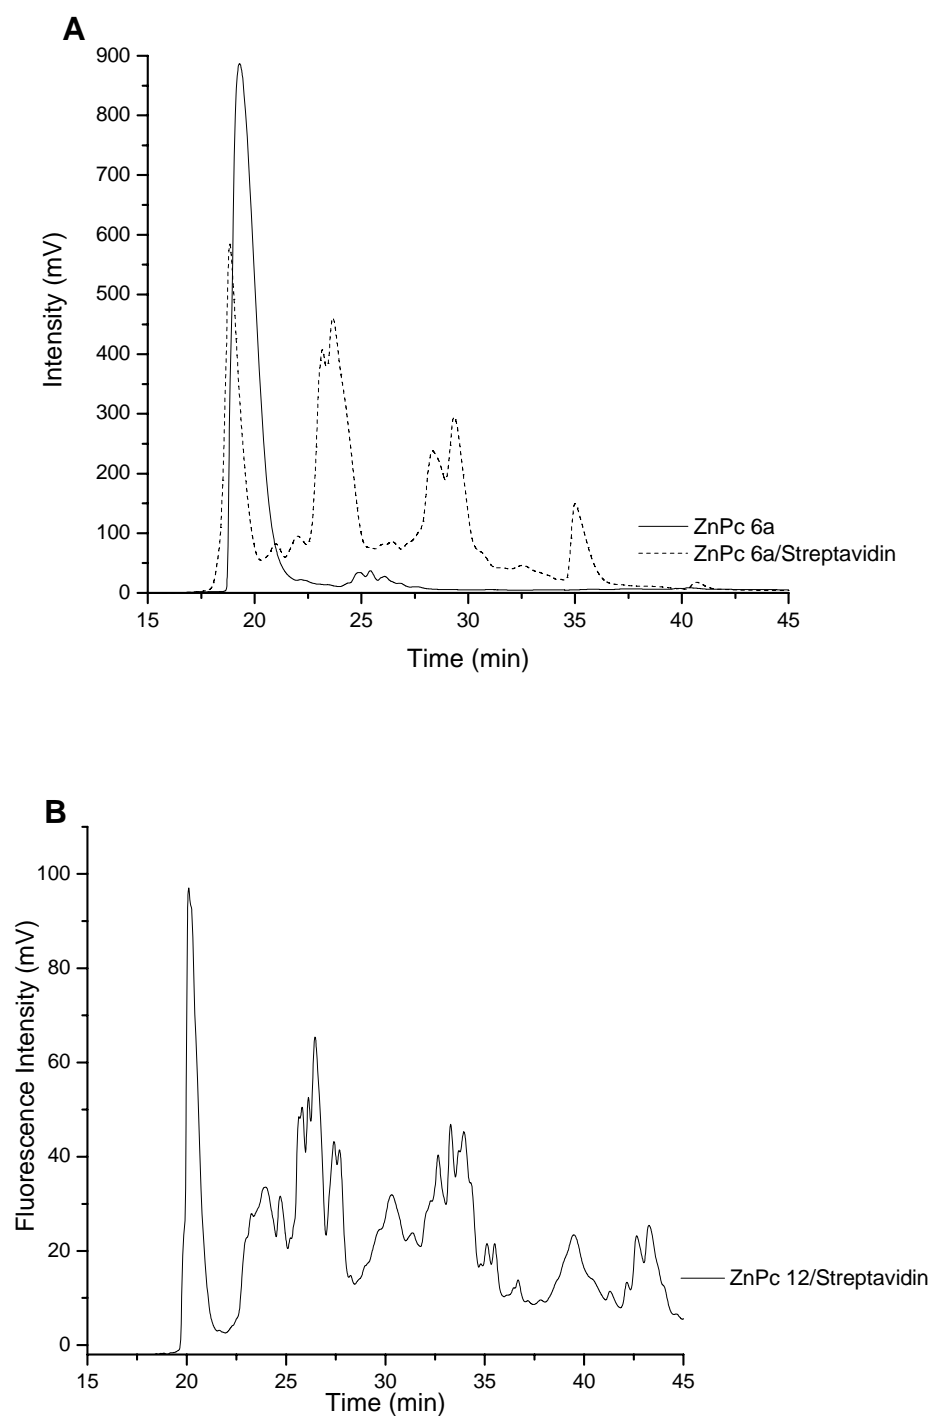 A
900
800
700
600
500
400
300
200
100
0
Intensity (mV)
15 20 25 30 35 40 45
Time (min)
ZnPc 6a
ZnPc 6a/Streptavidin
B
100
80
60
40
20
0
Fluorescence Intensity (mV)
15 20 25 30 35 40 45
Time (min)
ZnPc 12/Streptavidin